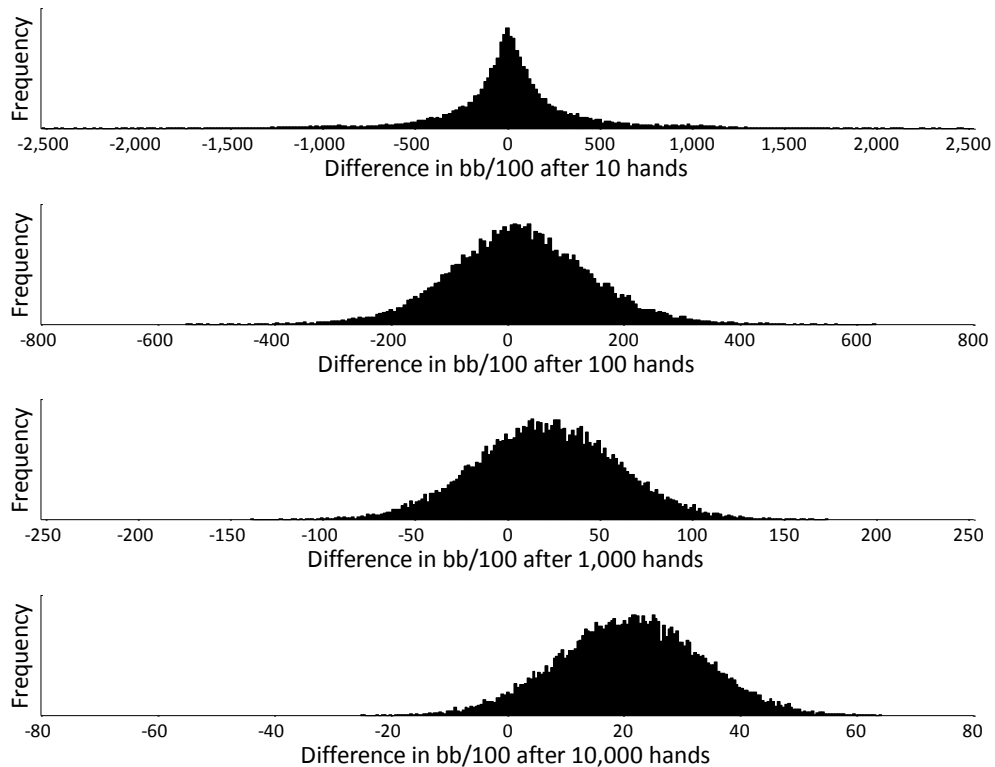 Frequency
-2,500 -2,000 -1,500 -1,000 -500 0 500 1,000 1,500 2,000 2,500
Difference in bb/100 after 10 hands
Frequency
-800 -600 -400 -200 0 200 400 600 800
Difference in bb/100 after 100 hands
Frequency
-250 -200 -150 -100 -50 0 50 100 150 200 250
Difference in bb/100 after 1,000 hands
Frequency
-80 -60 -40 -20 0 20 40 60 80
Difference in bb/100 after 10,000 hands